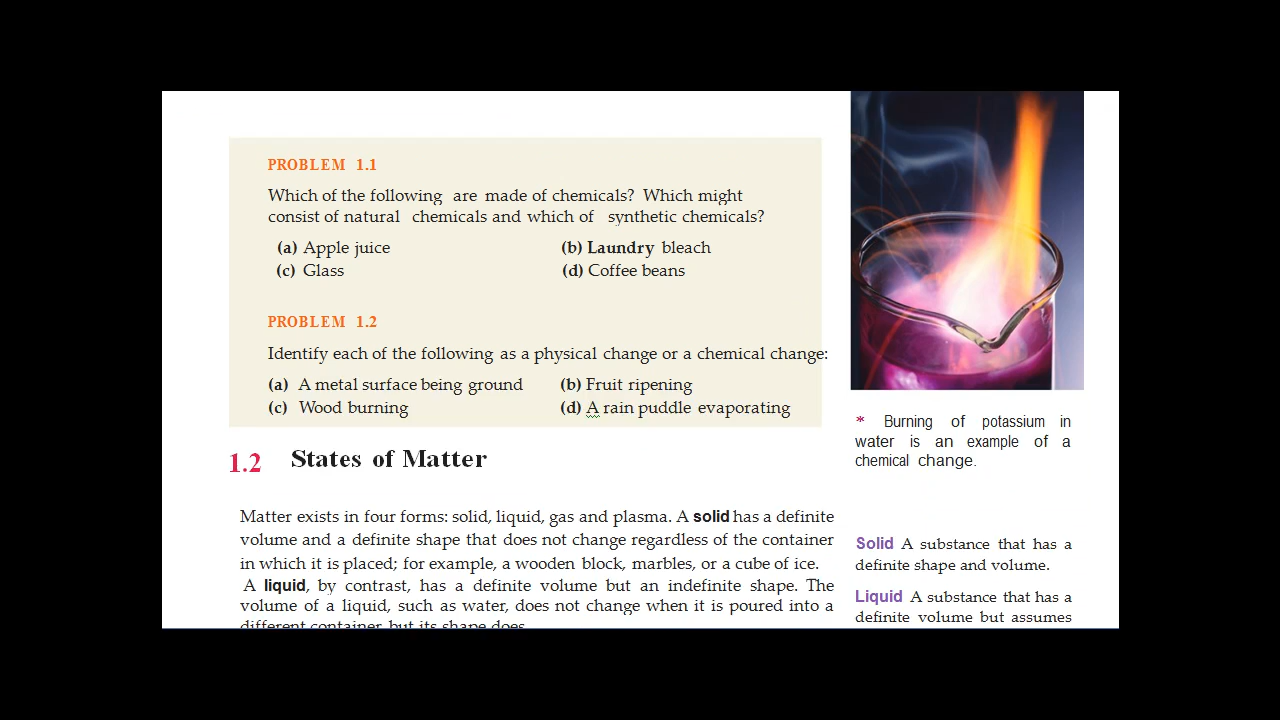 PROBLEM 1.1
Which of the following are made of chemicals? Which might
consist of natural chemicals and which of synthetic chemicals?
(a) Apple juice (b) Laundry bleach
(c) Glass (d) Coffee beans
PROBLEM 1.2
Identify each of the following as a physical change or a chemical change:
(a) A metal surface being ground (b) Fruit ripening
(c) Wood burning (d) A rain puddle evaporating
1.2 States of Matter
Matter exists in four forms: solid, liquid, gas and plasma. A solid has a definite
volume and a definite shape that does not change regardless of the container
in which it is placed; for example, a wooden block, marbles, or a cube of ice.
A liquid, by contrast, has a definite volume but an indefinite shape. The
volume of a liquid, such as water, does not change when it is poured into a
different container, but its shape does.
* Burning of potassium in
water is an example of a
chemical change.
Solid A substance that has a
definite shape and volume.
Liquid A substance that has a
definite volume but assumes